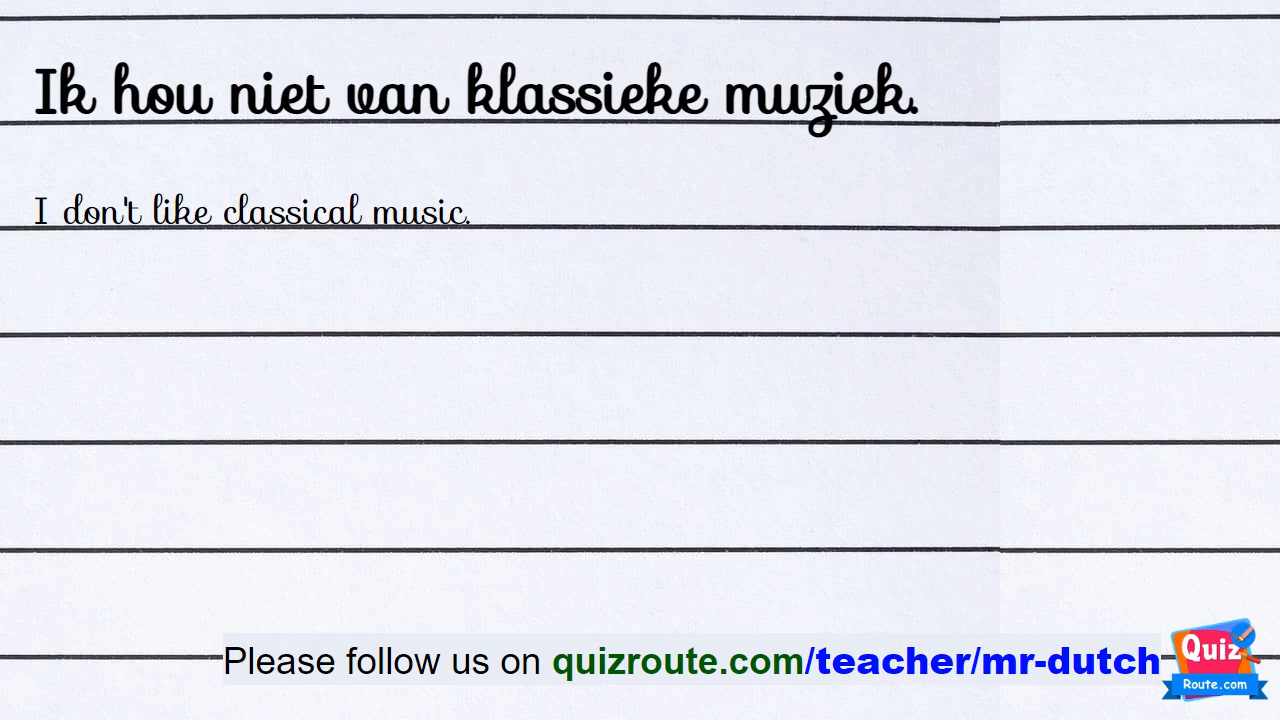 Ik hou niet van klassieke muziek.
I don't like classical music.
Please follow us on quizroute.com/teacher/mr-dutch
Quiz
Route.com